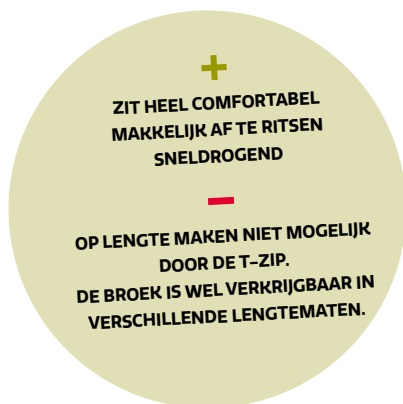 +
ZIT HEEL COMFORTABEL
MAKKELIJK AF TE RITSEN
SNELDROGEND
–
OP LENGTE MAKEN NIET MOGELIJK
DOOR DE T-ZIP.
DE BROEK IS WEL VERKRIJGBAAR IN
VERSCHILLENDE LENGTEMATEN.